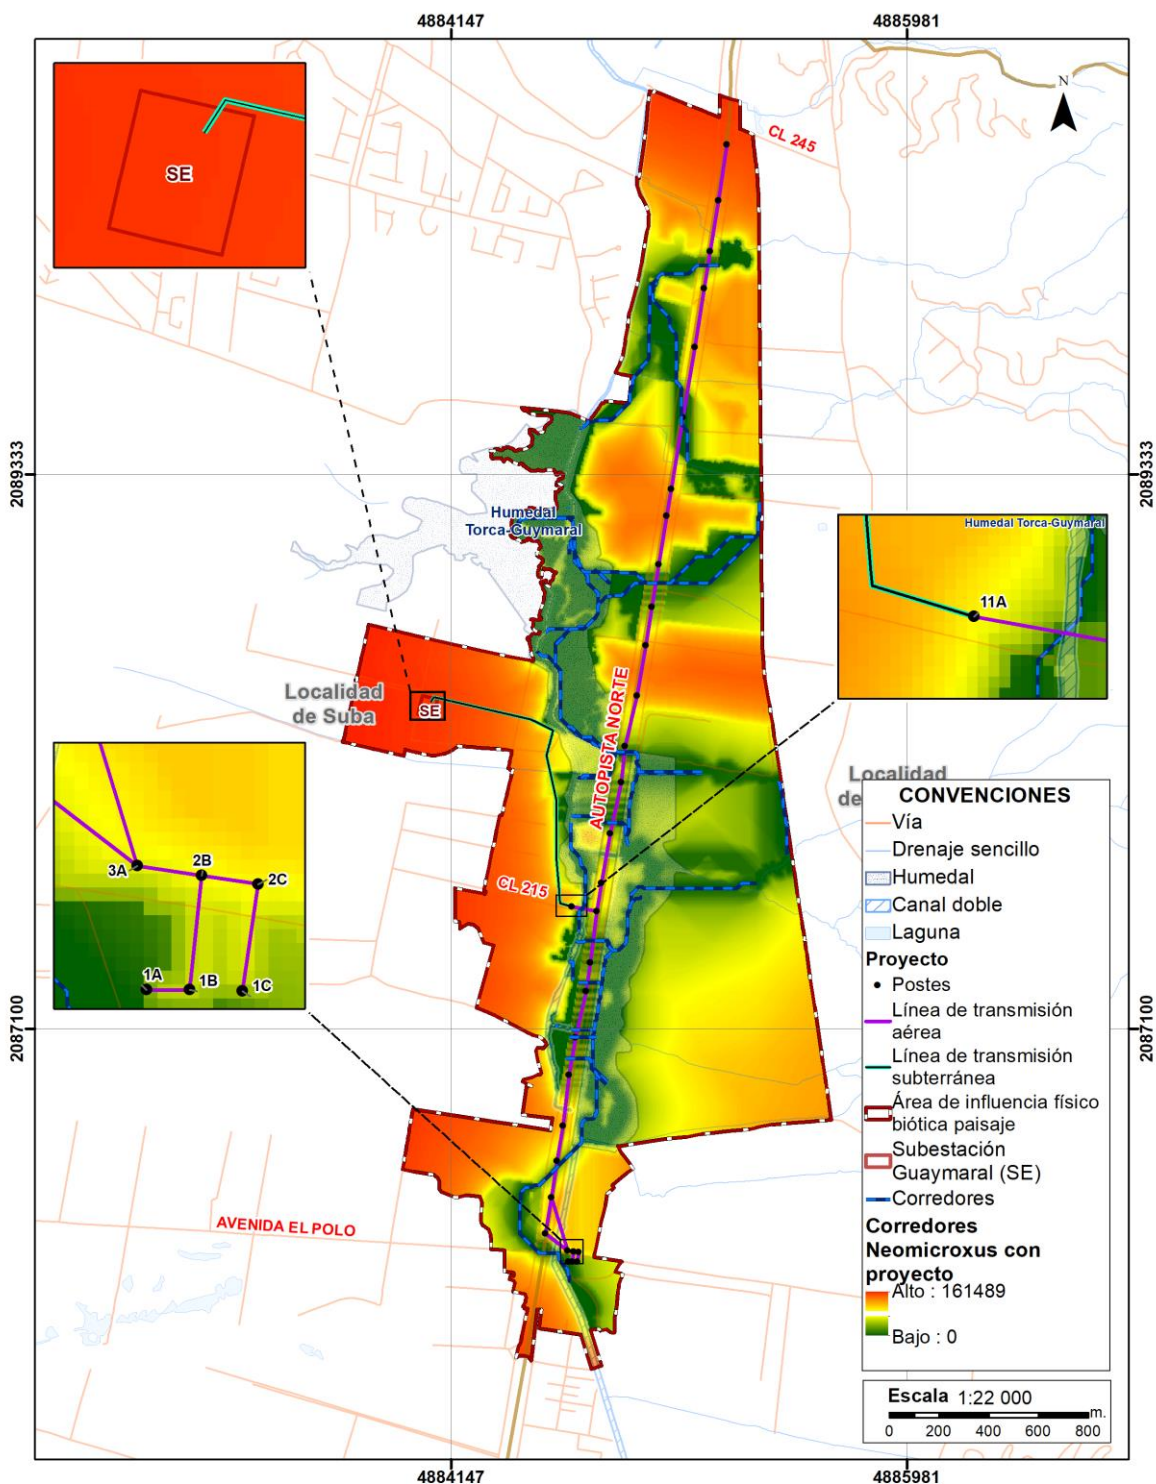 4884147
4885981
N
CL 245
SE
2089333
2089333
Humedal
Torca-Guymaral
Humedal Torca-Guymaral
11A
Localidad
de Suba
SE
AUTOPISTA NORTE
Localidad
de
3A
2B
2C
1A
1B
1C
CL 215
2087100
2087100
AVENIDA EL POLO
CONVENCIONES
Vía
Drenaje sencillo
Humedal
Canal doble
Laguna
Proyecto
Postes
Línea de transmisión
aérea
Línea de transmisión
subterránea
Área de influencia físico
biótica paisaje
Subestación
Guaymaral (SE)
Corredores
Corredores
Neomicroxus con
proyecto
Alto : 161489
Bajo : 0
Escala 1:22 000
m.
0 200 400 600 800
4884147
4885981